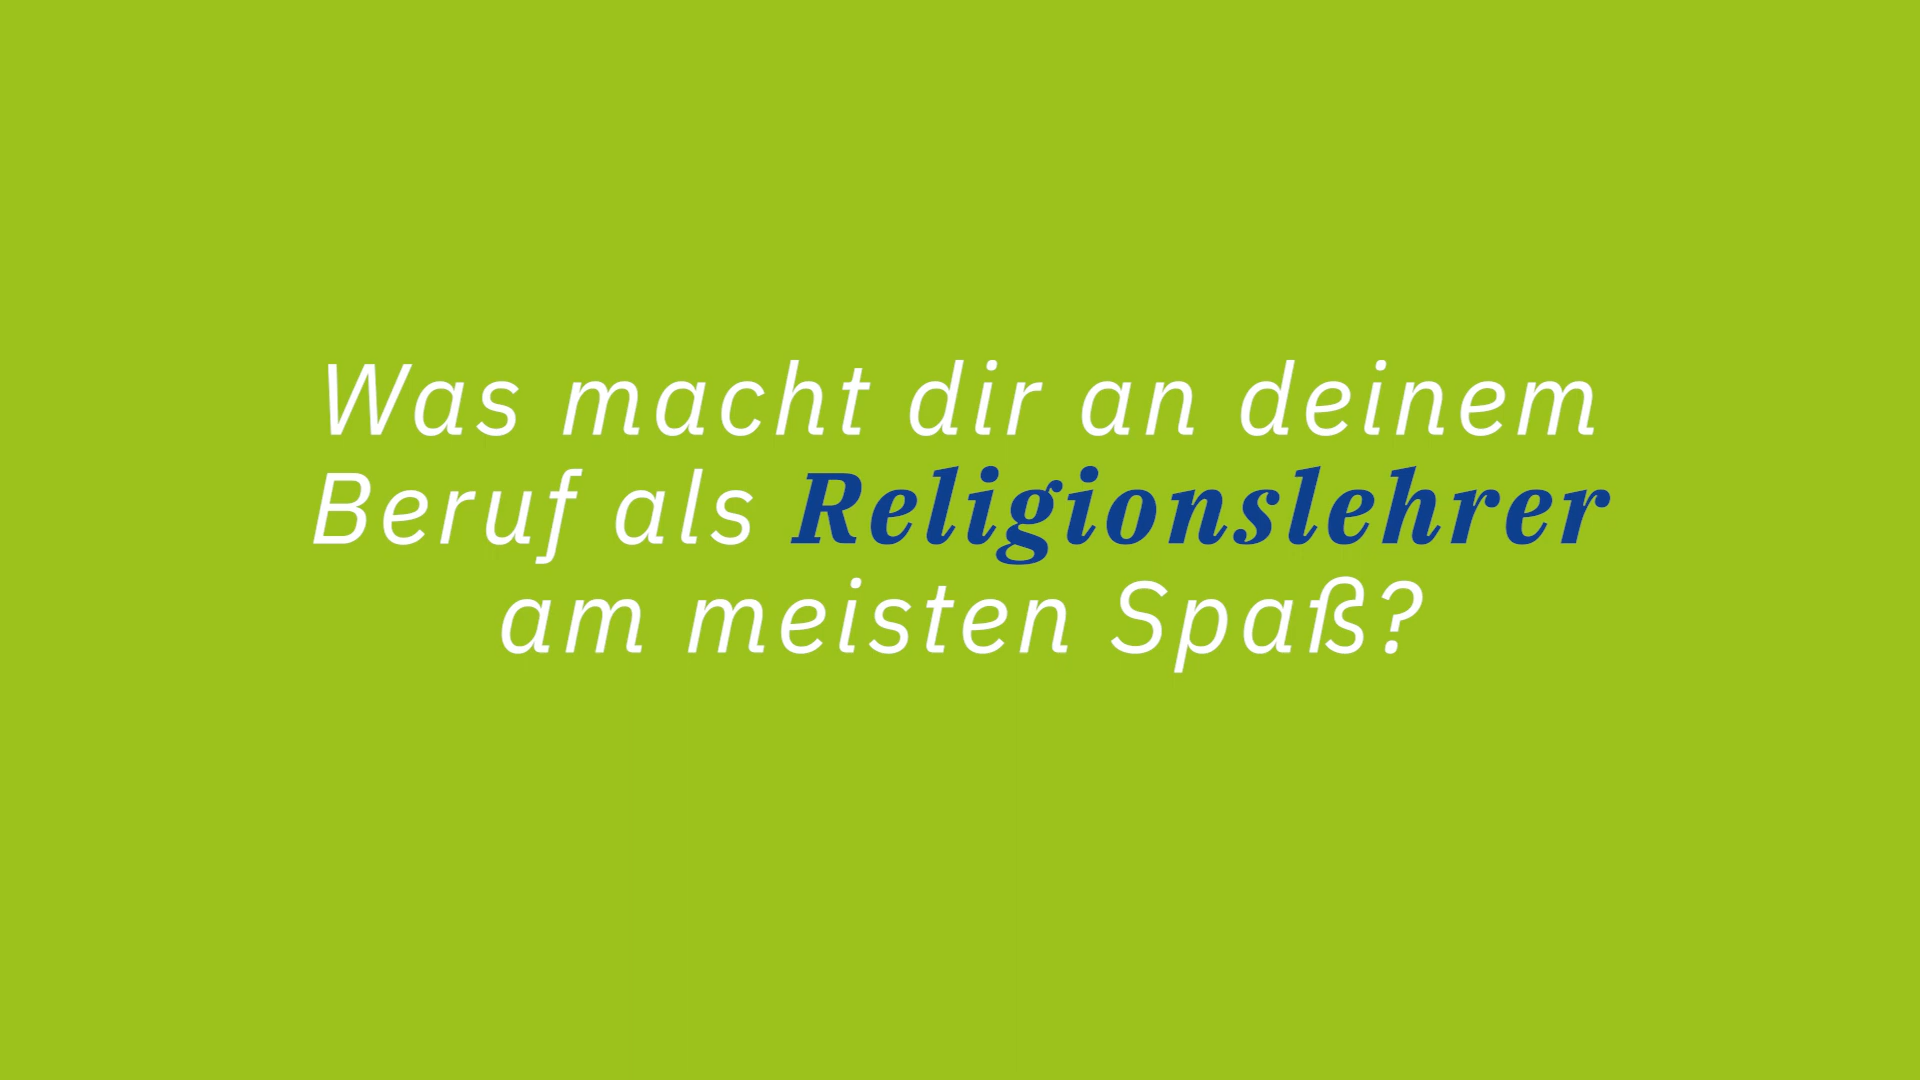 Was macht dir an deinem
Beruf als Religionslehrer
am meisten Spaß?